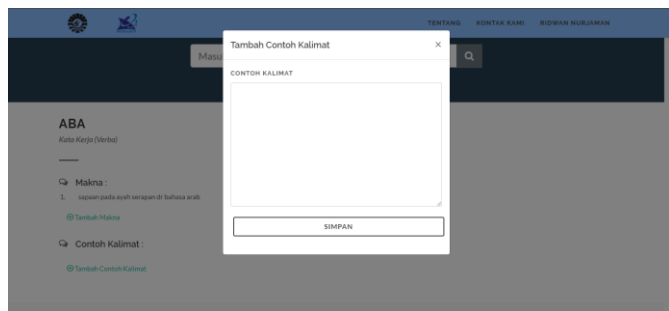 TENTANG KONTAK KAMI RIDWAN NURJAMAN
Tambah Contoh Kalimat ×
Masu
CONTOH KALIMAT
ABA
Kata Kerja (Verba)
Makna :
1. sapaan pada ayah serapan dr bahasa arab
Tambah Makna
SIMPAN
Contoh Kalimat :
Tambah Contoh Kalimat